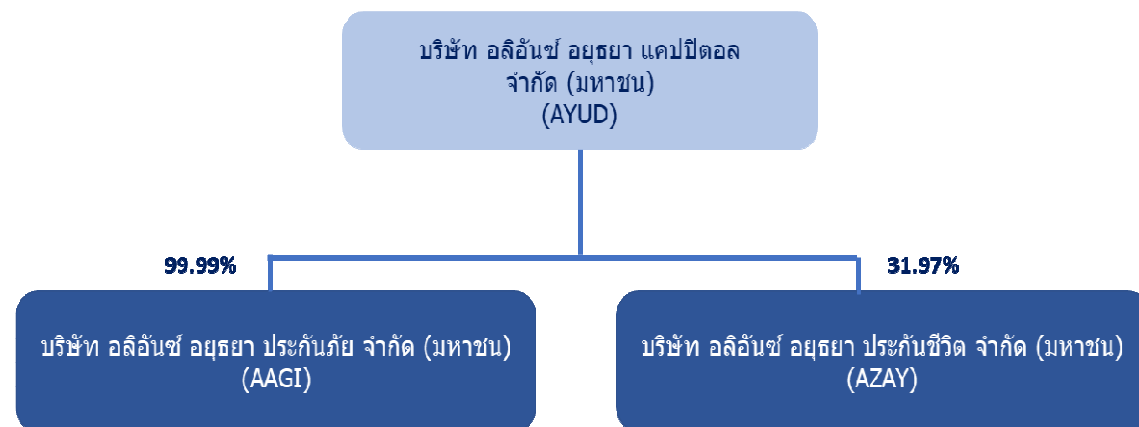 บริษัท อลิอันซ์ อยุธยา แคปปิตอล
จำกัด (มหาชน)
(AYUD)
99.99%
31.97%
บริษัท อลิอันซ์ อยุธยา ประกันภัย จำกัด (มหาชน)
(AAGI)
บริษัท อลิอันซ์ อยุธยา ประกันชีวิต จำกัด (มหาชน)
(AZAY)